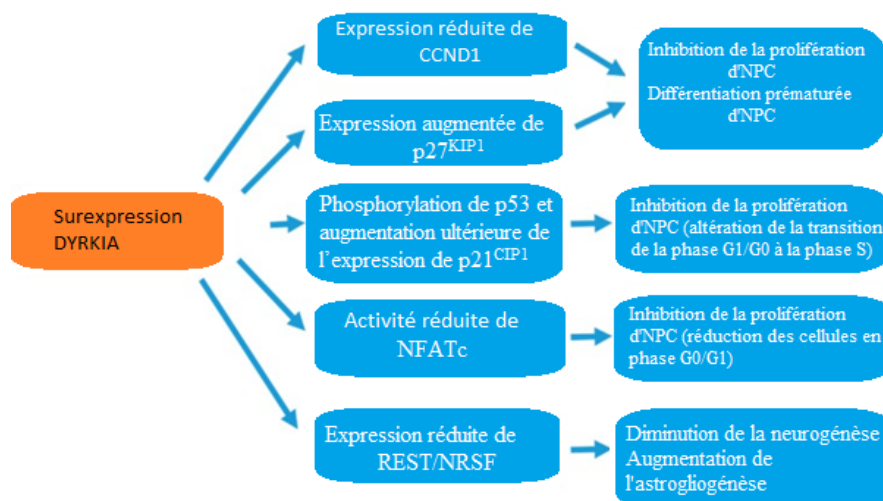 Surexpression
DYRKIA
Expression réduite de
CCND1
Expression augmentée de
p27KIP1
Inhibition de la prolifération
d'NPC
Différentiation prématurée
d'NPC
Phosphorylation de p53 et
augmentation ultérieure de
l'expression de p21CIP1
Inhibition de la prolifération
d'NPC (altération de la transition
de la phase G1/G0 à la phase S)
Activité réduite de
NFATc
Inhibition de la prolifération
d'NPC (réduction des cellules en
phase G0/G1)
Expression réduite de
REST/NRSF
Diminution de la neurogénèse
Augmentation de
l'astrogliogénèse